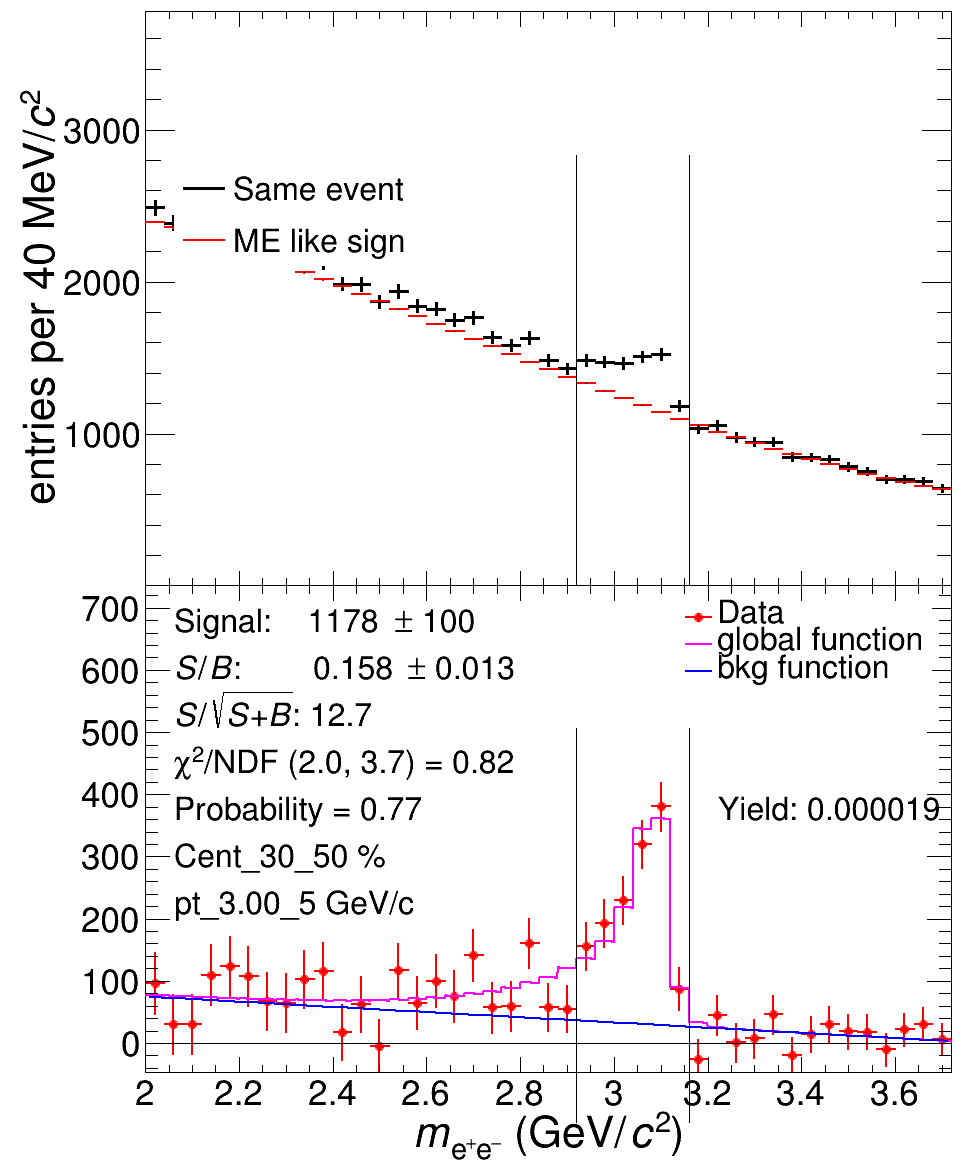 entries per 40 MeV/c²
3000
2000
1000
Same event
ME like sign
700
600
500
400
300
200
100
0
Signal: 1178 ± 100
S/B: 0.158 ± 0.013
S/√S+B: 12.7
χ²/NDF (2.0, 3.7) = 0.82
Probability = 0.77
Cent_30_50 %
pt_3.00_5 GeV/c
Data
global function
bkg function
Yield: 0.000019
2 2.2 2.4 2.6 2.8 3 3.2 3.4 3.6
mₑ⁺ₑ⁻ (GeV/c²)